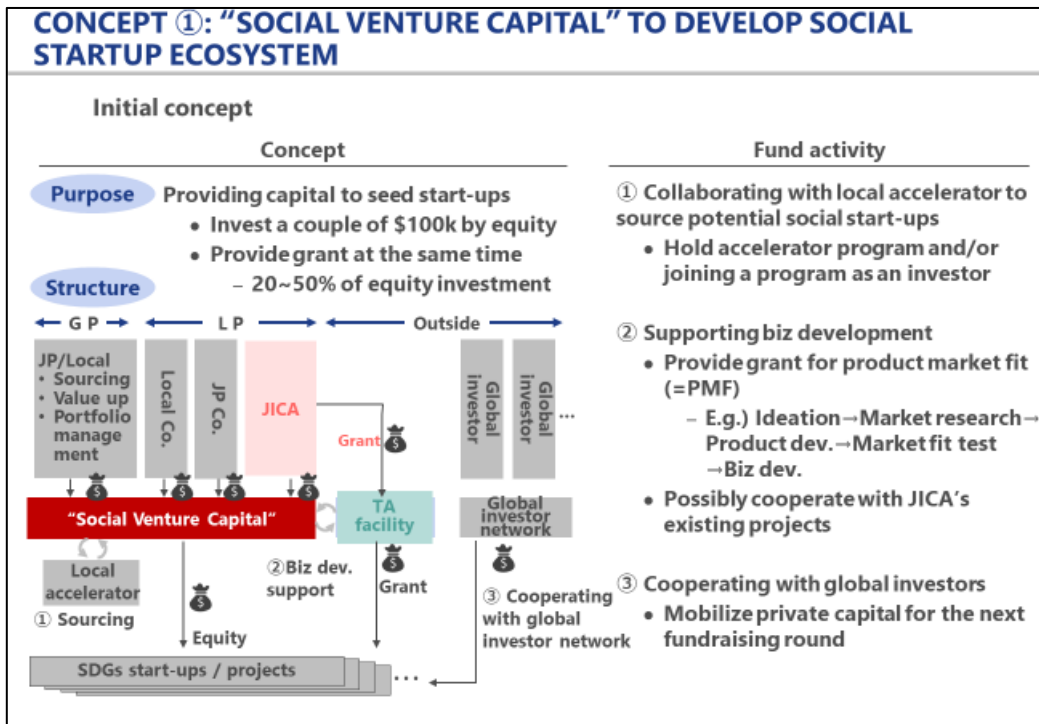 CONCEPT ①: “SOCIAL VENTURE CAPITAL” TO DEVELOP SOCIAL
STARTUP ECOSYSTEM
Initial concept
Concept
Purpose
Providing capital to seed start-ups
• Invest a couple of $100k by equity
• Provide grant at the same time
– 20~50% of equity investment
Structure
G P
L P
Outside
JP/Local
• Sourcing
• Value up
• Portfolio
manage
ment
Local Co.
JP Co.
JICA
Grant
$
Global
investor
Global
investor
...
$
$
$
$
“Social Venture Capital“
TA
facility
Global
investor
network
Local
accelerator
① Sourcing
$
Equity
②Biz dev.
support
$
Grant
$
③ Cooperating
with global
investor network
SDGs start-ups / projects
...
Fund activity
① Collaborating with local accelerator to
source potential social start-ups
• Hold accelerator program and/or
joining a program as an investor
② Supporting biz development
• Provide grant for product market fit
(=PMF)
– E.g.) Ideation→Market research→
Product dev.→Market fit test
→Biz dev.
• Possibly cooperate with JICA’s
existing projects
③ Cooperating with global investors
• Mobilize private capital for the next
fundraising round